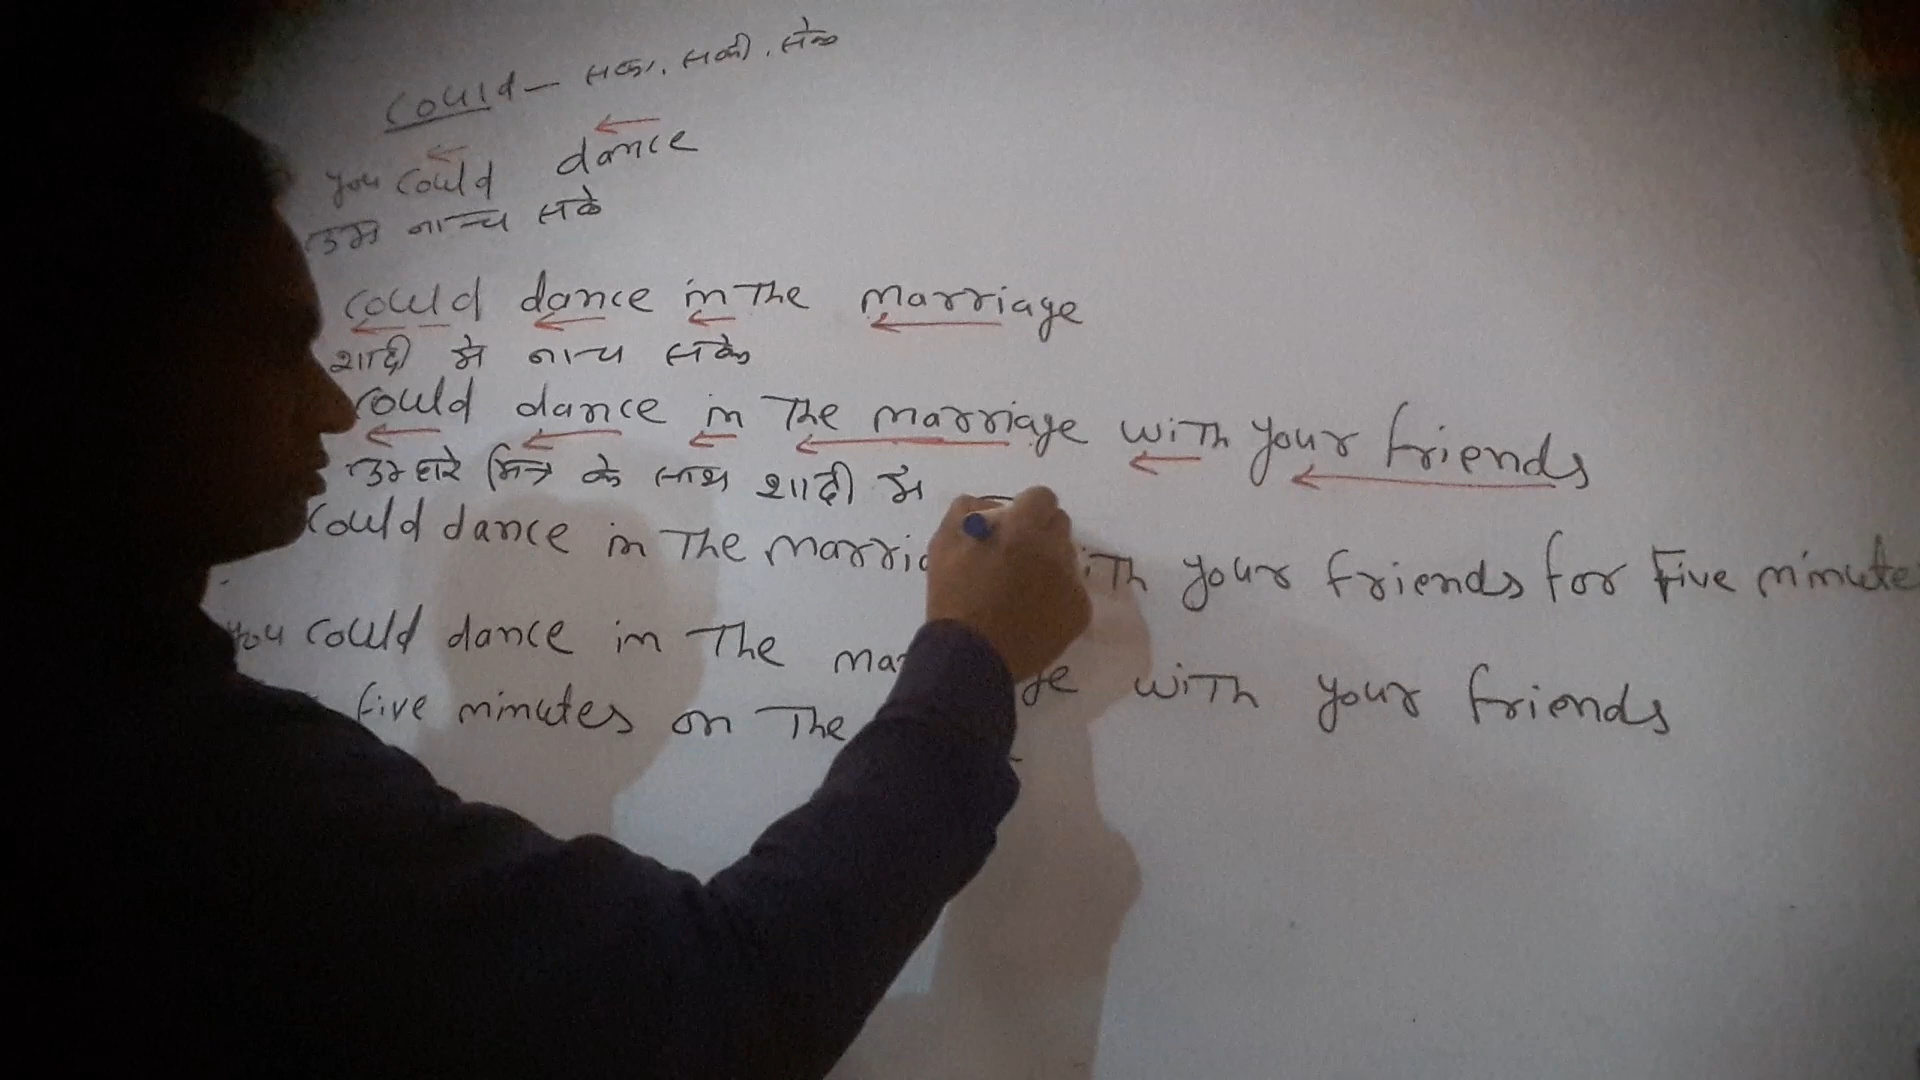 Could – सका, सकी, सके
you could dance
तुम नाच सके
could dance in The marriage
शादी मे नाच सके
could dance in The marriage with your friends
तुम्हारे मित्र के साथ शादी मे
could dance in The with your friends for Five minute
you could dance in The with your friends
five minutes on The